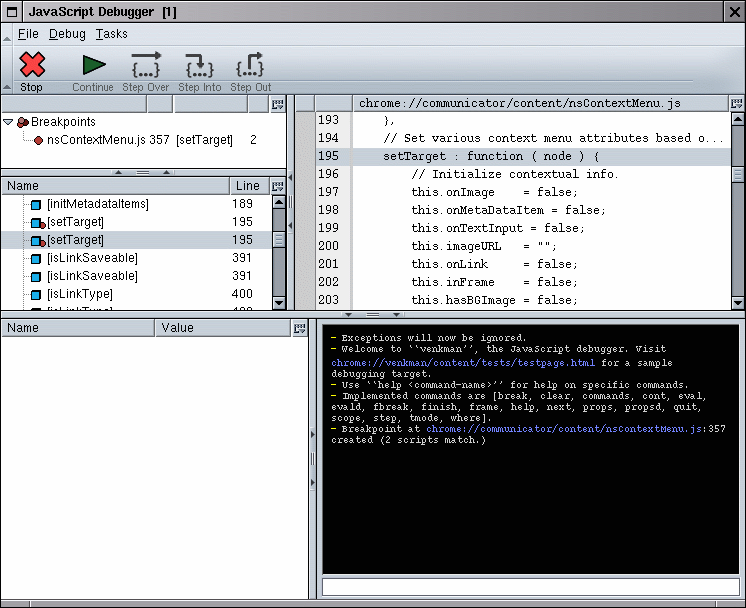 JavaScript Debugger [1]
File Debug Tasks
Stop Continue Step Over Step Into Step Out
Breakpoints
nsContextMenu.js 357 [setTarget] 2
Name Line
[initMetadataItems] 189
[setTarget] 195
[setTarget] 195
[isLinkSaveable] 391
[isLinkSaveable] 391
[isLinkType] 400
chrome://communicator/content/nsContextMenu.js
193 },
194 // Set various context menu attributes based o...
195 setTarget : function ( node ) {
196 // Initialize contextual info.
197 this.onImage = false;
198 this.onMetaDataItem = false;
199 this.onTextInput = false;
200 this.imageURL = "";
201 this.onLink = false;
202 this.inFrame = false;
203 this.hasBGImage = false;
Name Value
- Exceptions will now be ignored.
- Welcome to ``venkman'', the JavaScript debugger. Visit
chrome://venkman/content/tests/testpage.html for a sample
debugging target.
- Use ``help <command-name>'' for help on specific commands.
- Implemented commands are [break, clear, commands, cont, eval,
evald, fbreak, finish, frame, help, next, props, propsd, quit,
scope, step, tmode, where].
- Breakpoint at chrome://communicator/content/nsContextMenu.js:357
created (2 scripts match.)